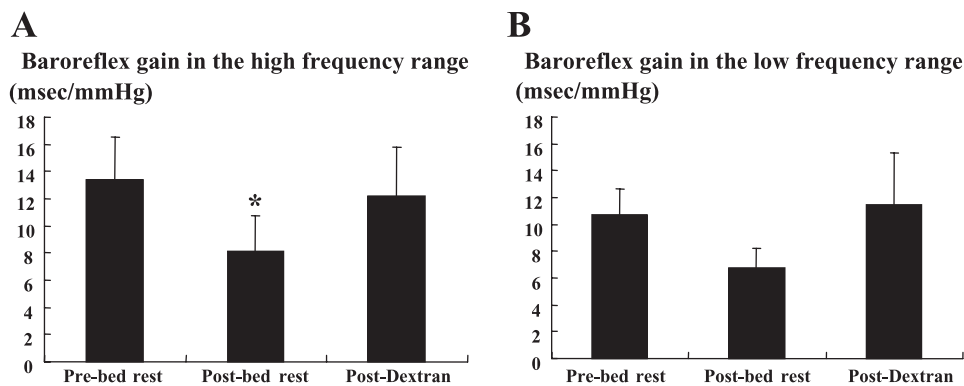 A
Baroreflex gain in the high frequency range
(msec/mmHg)
18
16
14
12
10
8
6
4
2
0
*
Pre-bed rest Post-bed rest Post-Dextran
B
Baroreflex gain in the low frequency range
(msec/mmHg)
18
16
14
12
10
8
6
4
2
0
Pre-bed rest Post-bed rest Post-Dextran